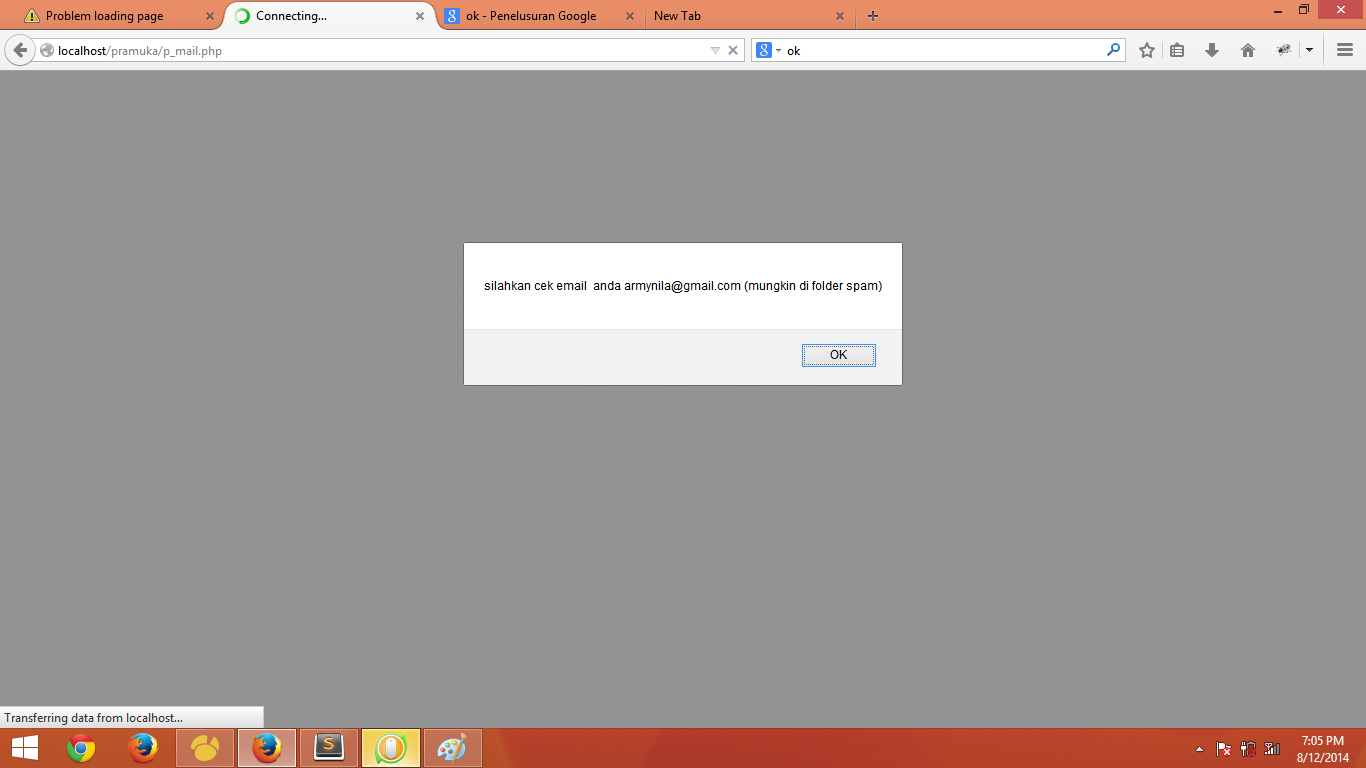 Problem loading page
Connecting...
ok - Penelusuran Google
New Tab
localhost/pramuka/p_mail.php
ok
silahkan cek email  anda armynila@gmail.com (mungkin di folder spam)
OK
Transferring data from localhost...
7:05 PM
8/12/2014